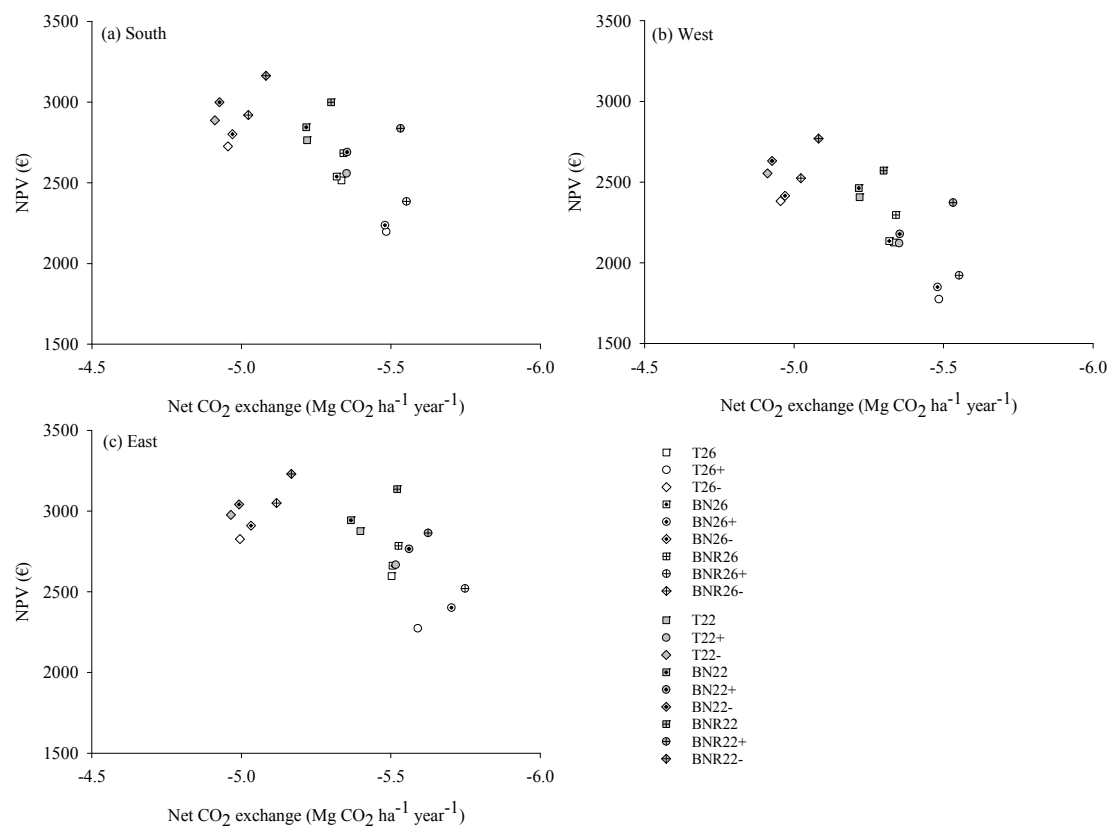 (a) South
3500
3000
2500
2000
1500
NPV (€)
-4.5 -5.0 -5.5 -6.0
Net CO₂ exchange (Mg CO₂ ha⁻¹ year⁻¹)
(b) West
3500
3000
2500
2000
1500
NPV (€)
-4.5 -5.0 -5.5 -6.0
Net CO₂ exchange (Mg CO₂ ha⁻¹ year⁻¹)
(c) East
3500
3000
2500
2000
1500
NPV (€)
-4.5 -5.0 -5.5 -6.0
Net CO₂ exchange (Mg CO₂ ha⁻¹ year⁻¹)
T26
T26+
T26-
BN26
BN26+
BN26-
BNR26
BNR26+
BNR26-
T22
T22+
T22-
BN22
BN22+
BN22-
BNR22
BNR22+
BNR22-